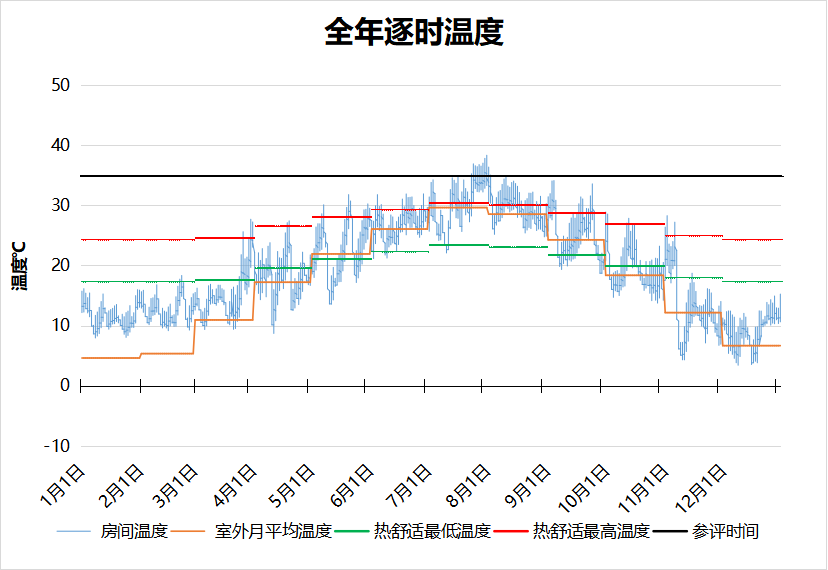 全年逐时温度
50
40
30
20
10
0
-10
温度℃
1月1日
2月1日
3月1日
4月1日
5月1日
6月1日
7月1日
8月1日
9月1日
10月1日
11月1日
12月1日
房间温度 室外月平均温度 热舒适最低温度 热舒适最高温度 参评时间